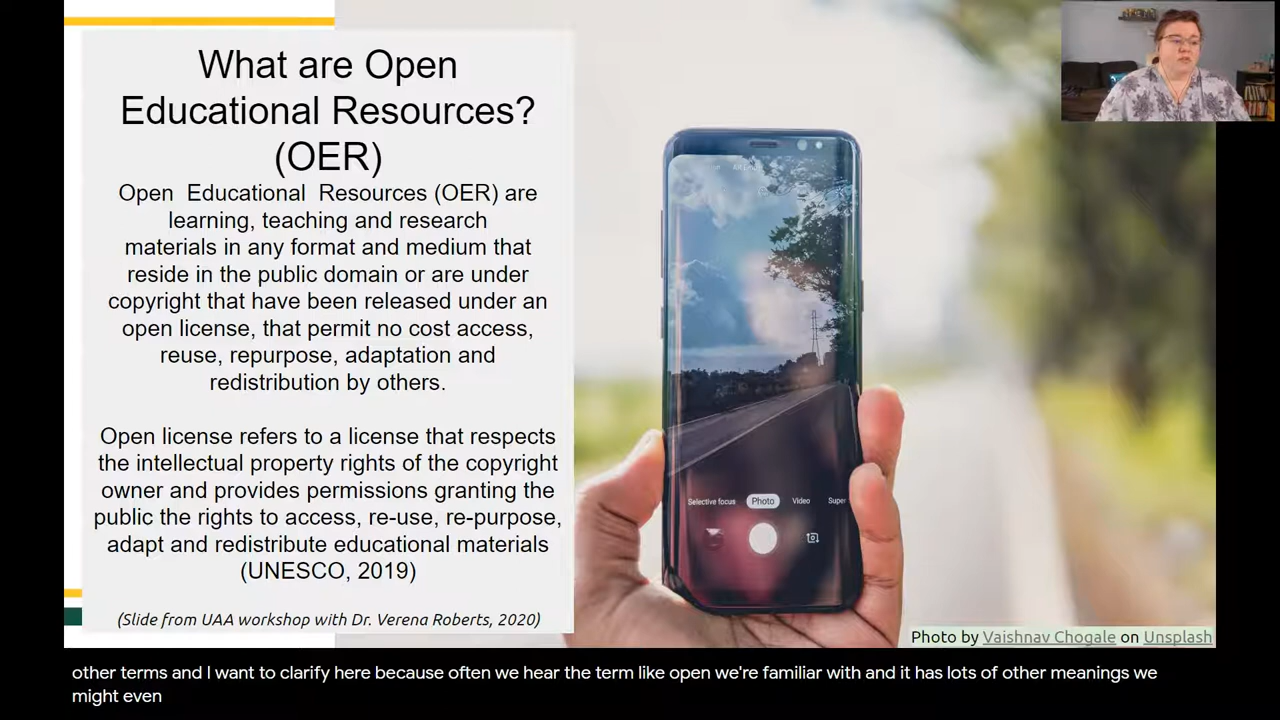 What are Open
Educational Resources?
(OER)
Open Educational Resources (OER) are
learning, teaching and research
materials in any format and medium that
reside in the public domain or are under
copyright that have been released under an
open license, that permit no cost access,
reuse, repurpose, adaptation and
redistribution by others.
Open license refers to a license that respects
the intellectual property rights of the copyright
owner and provides permissions granting the
public the rights to access, re-use, re-purpose,
adapt and redistribute educational materials
(UNESCO, 2019)
(Slide from UAA workshop with Dr. Verena Roberts, 2020)
Selective focus Photo Video Super
Photo by Vaishnav Chogale on Unsplash
other terms and I want to clarify here because often we hear the term like open we're familiar with and it has lots of other meanings we
might even